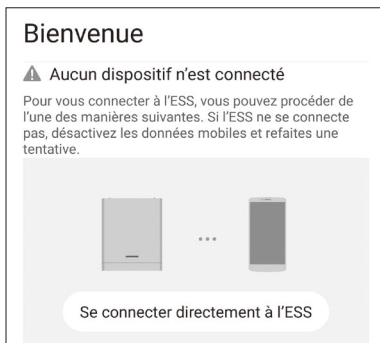 Bienvenue
Aucun dispositif n’est connecté
Pour vous connecter à l’ESS, vous pouvez procéder de
l’une des manières suivantes. Si l’ESS ne se connecte
pas, désactivez les données mobiles et refaites une
tentative.
Se connecter directement à l’ESS